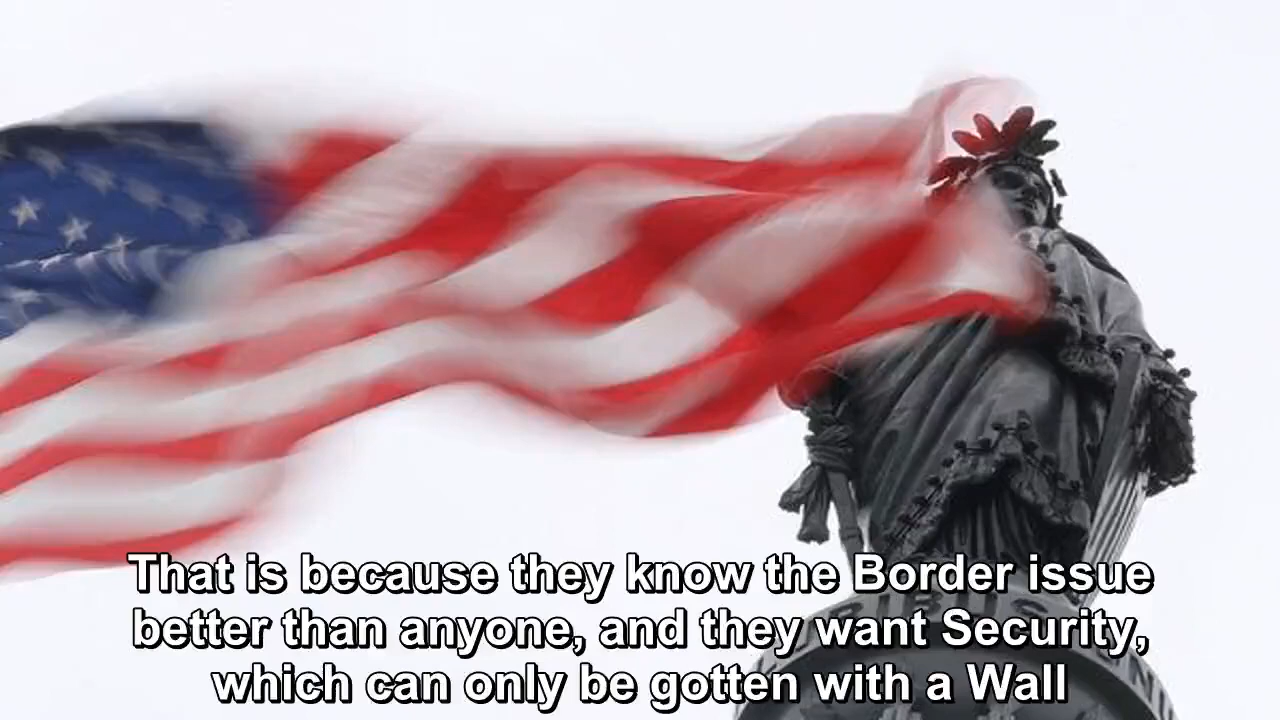 That is because they know the Border issue
better than anyone, and they want Security,
which can only be gotten with a Wall